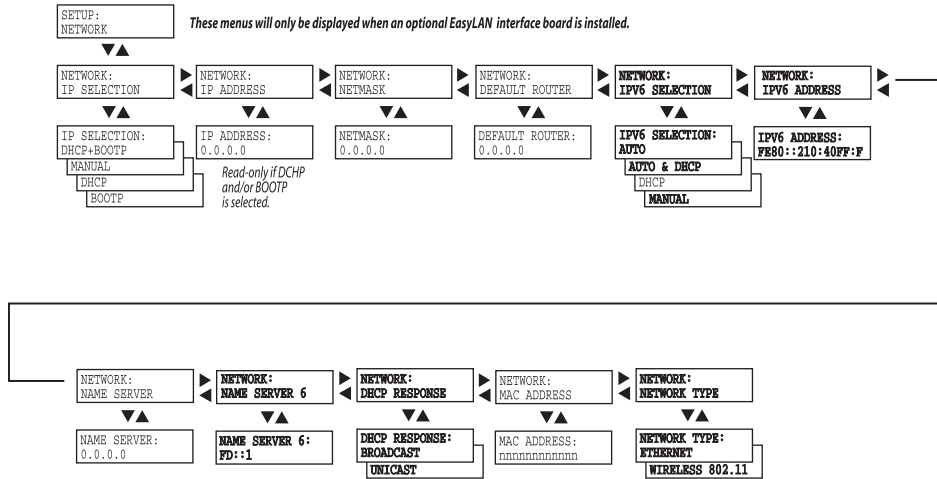 SETUP:
NETWORK
These menus will only be displayed when an optional EasyLAN interface board is installed.
NETWORK:
IP SELECTION
NETWORK:
IP ADDRESS
NETWORK:
NETMASK
NETWORK:
DEFAULT ROUTER
NETWORK:
IPV6 SELECTION
NETWORK:
IPV6 ADDRESS
IP SELECTION:
DHCP+BOOTP
MANUAL
DHCP
BOOTP
IP ADDRESS:
0.0.0.0
Read-only if DCHP
and/or BOOTP
is selected.
NETMASK:
0.0.0.0
DEFAULT ROUTER:
0.0.0.0
IPV6 SELECTION:
AUTO
AUTO & DHCP
DHCP
MANUAL
IPV6 ADDRESS:
FE80::210:40FF:F
NETWORK:
NAME SERVER
NETWORK:
NAME SERVER 6
NETWORK:
DHCP RESPONSE
NETWORK:
MAC ADDRESS
NETWORK:
NETWORK TYPE
NAME SERVER:
0.0.0.0
NAME SERVER 6:
FD::1
DHCP RESPONSE:
BROADCAST
UNICAST
MAC ADDRESS:
nnnnnnnnnnnn
NETWORK TYPE:
ETHERNET
WIRELESS 802.11